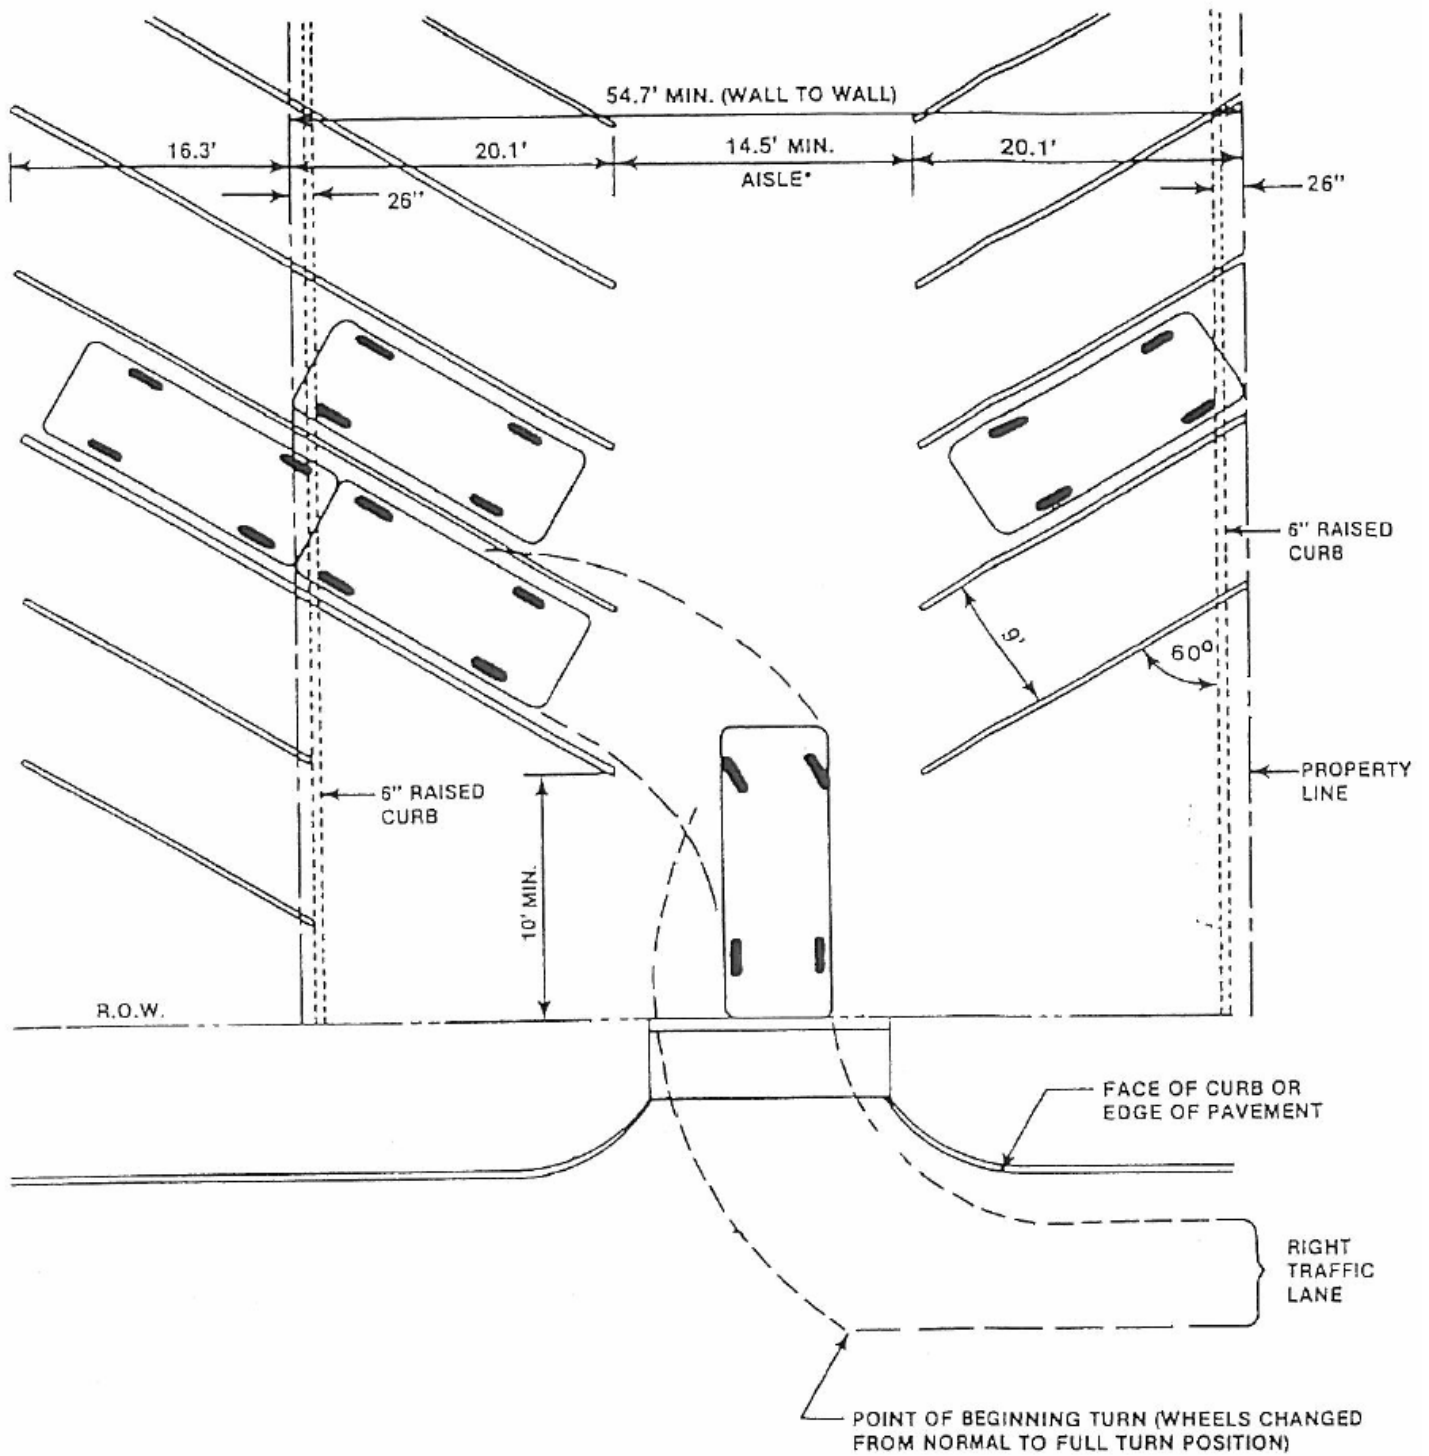 54.7' MIN. (WALL TO WALL)
16.3'
20.1'
14.5' MIN.
AISLE*
20.1'
26"
26"
6" RAISED
CURB
9'
60°
PROPERTY
LINE
6" RAISED
CURB
10' MIN.
R.O.W.
FACE OF CURB OR
EDGE OF PAVEMENT
RIGHT
TRAFFIC
LANE
POINT OF BEGINNING TURN (WHEELS CHANGED
FROM NORMAL TO FULL TURN POSITION)